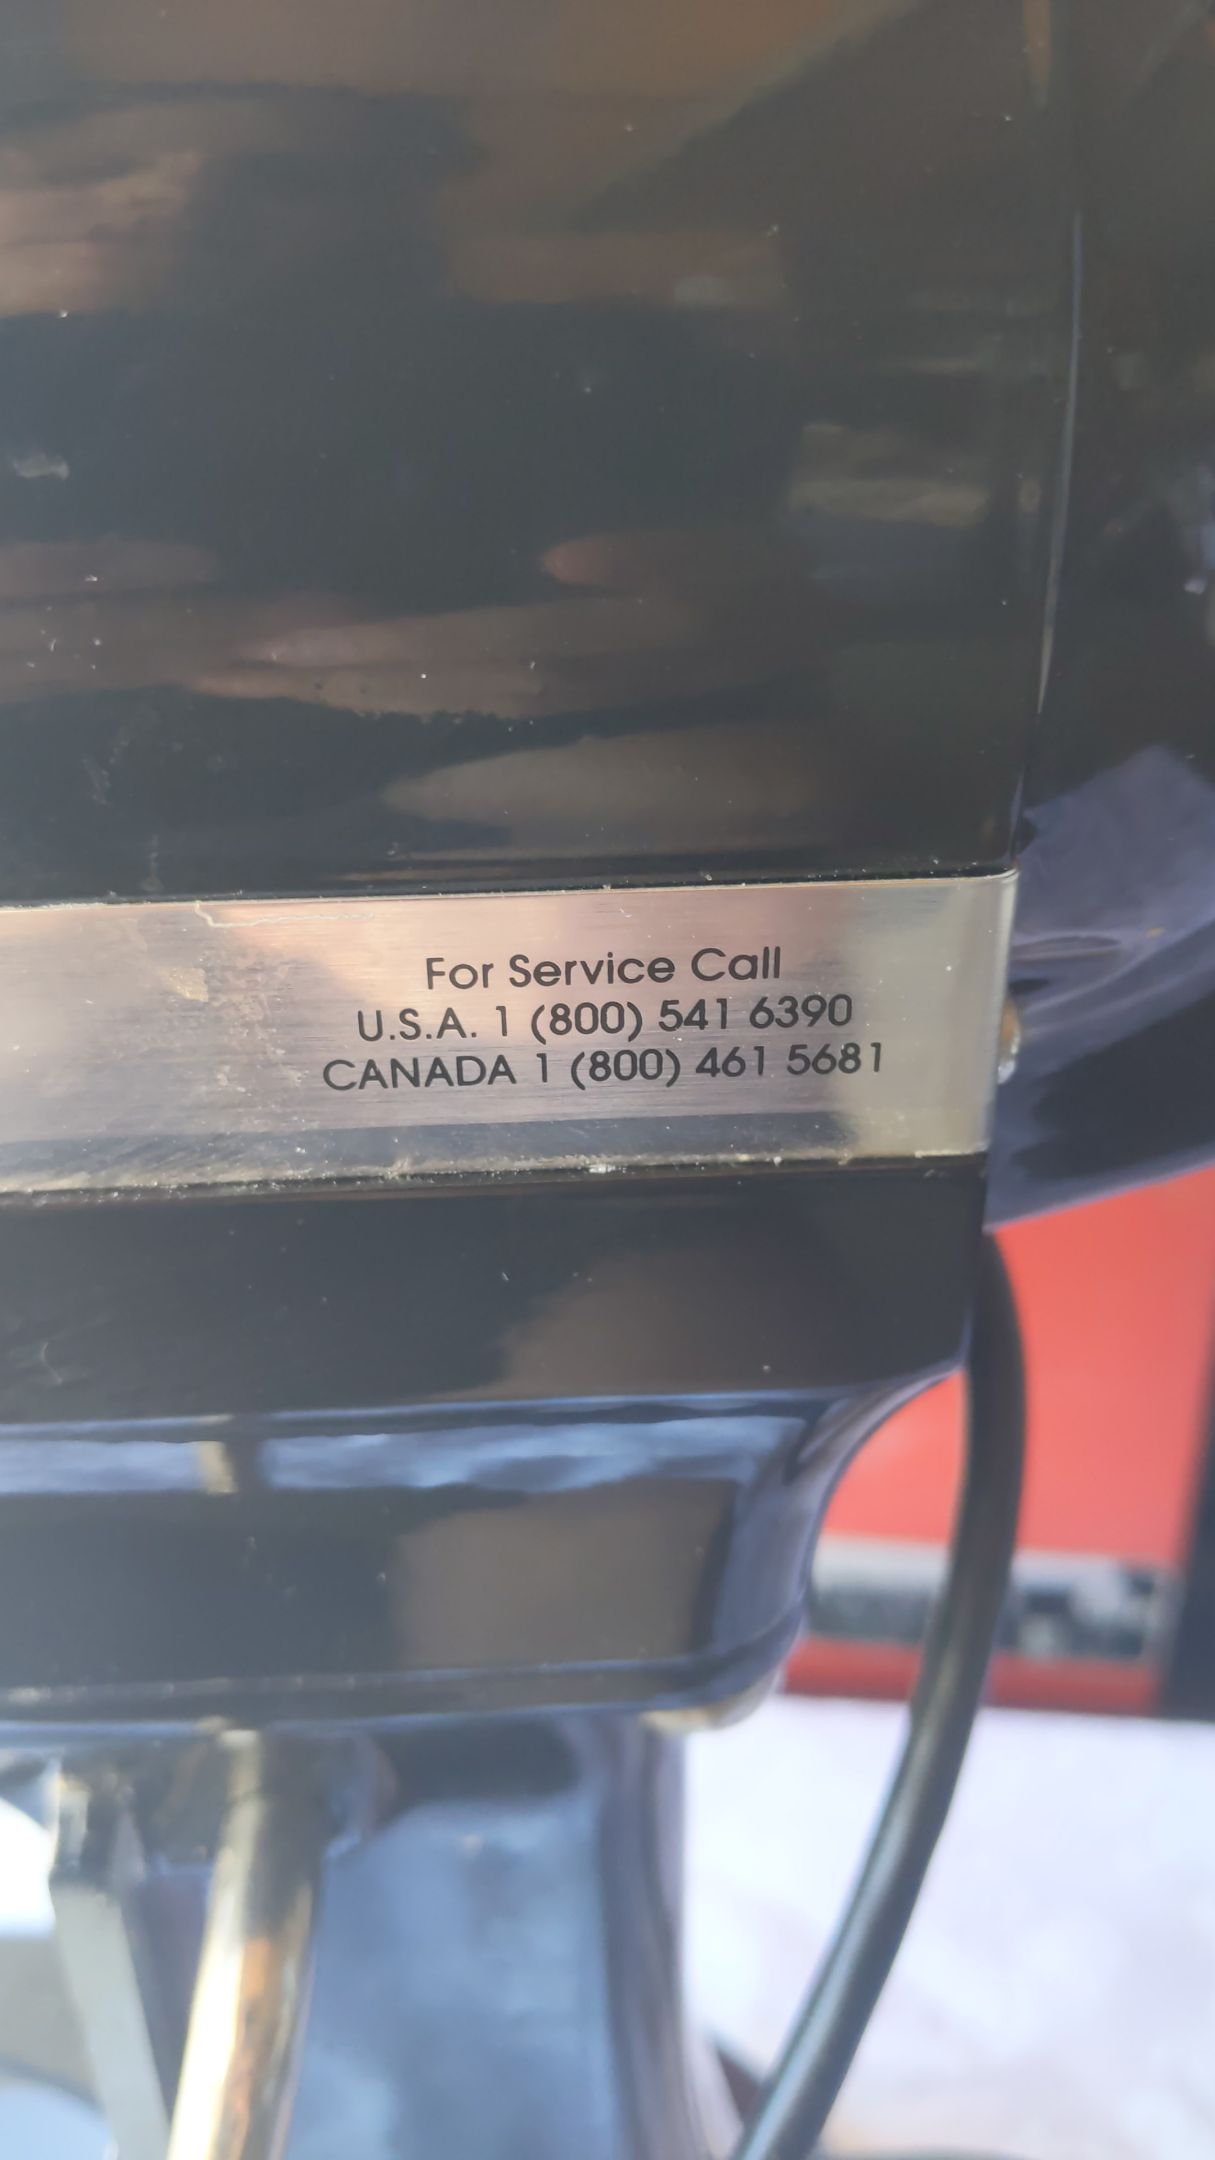 For Service Call
U.S.A. 1 (800) 541 6390
CANADA 1 (800) 461 5681